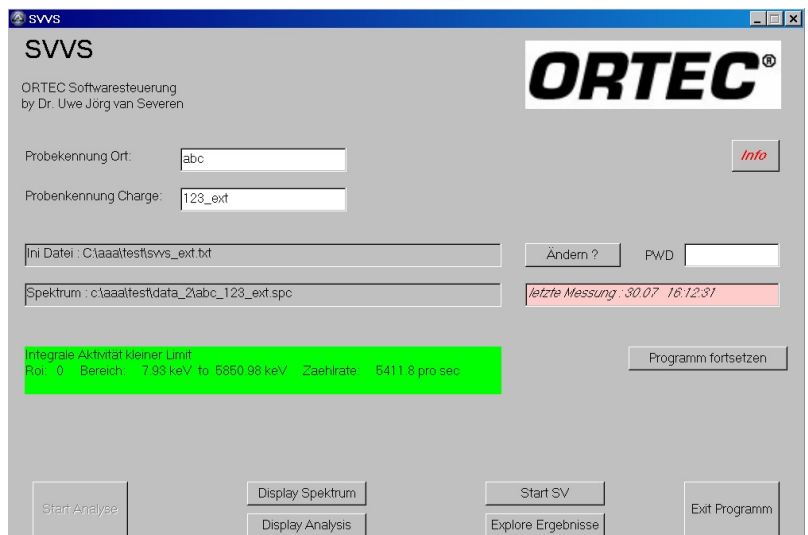 SVVS
SVVS
ORTEC Softwaresteuerung
by Dr. Uwe Jörg van Severen
ORTEC®
Probekennung Ort:
abc
Info
Probenkennung Charge:
123_ext
Ini Datei : C:\aaa\test\svvs_ext.txt
Ändern ?
PWD
Spektrum : c:\aaa\test\data_2\abc_123_ext.spc
letzte Messung : 30.07 16:12:31
Integrale Aktivität kleiner Limit
Roi: 0 Bereich: 7.93 keV to 5850.98 keV Zaehlrate: 5411.8 pro sec
Programm fortsetzen
Start Analyse
Display Spektrum
Start SV
Exit Programm
Display Analysis
Explore Ergebnisse